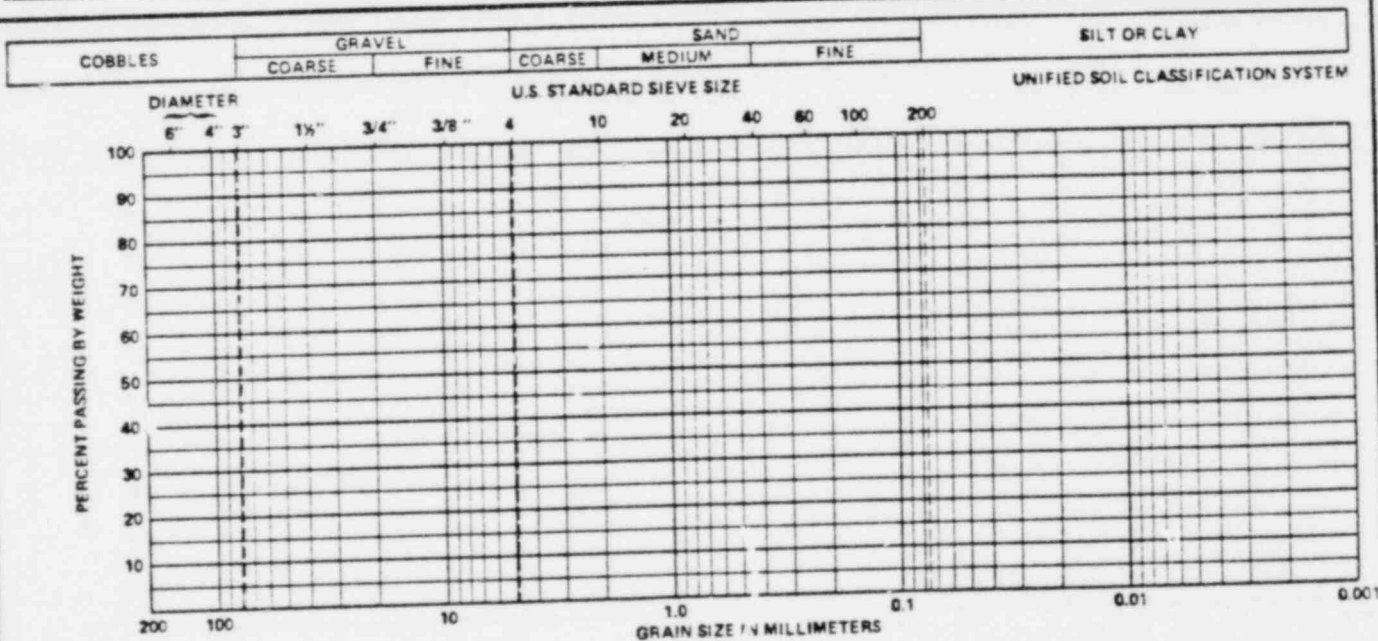 GRAVEL SAND SILT OR CLAY
COBBLES COARSE FINE COARSE MEDIUM FINE
U.S. STANDARD SIEVE SIZE UNIFIED SOIL CLASSIFICATION SYSTEM
DIAMETER
6" 4" 3" 1½" 3/4" 3/8" 4 10 20 40 60 100 200
100
90
80
70
60
50
40
30
20
10
PERCENT PASSING BY WEIGHT
200 100 10 1.0 0.1 0.01 0.001
GRAIN SIZE IN MILLIMETERS